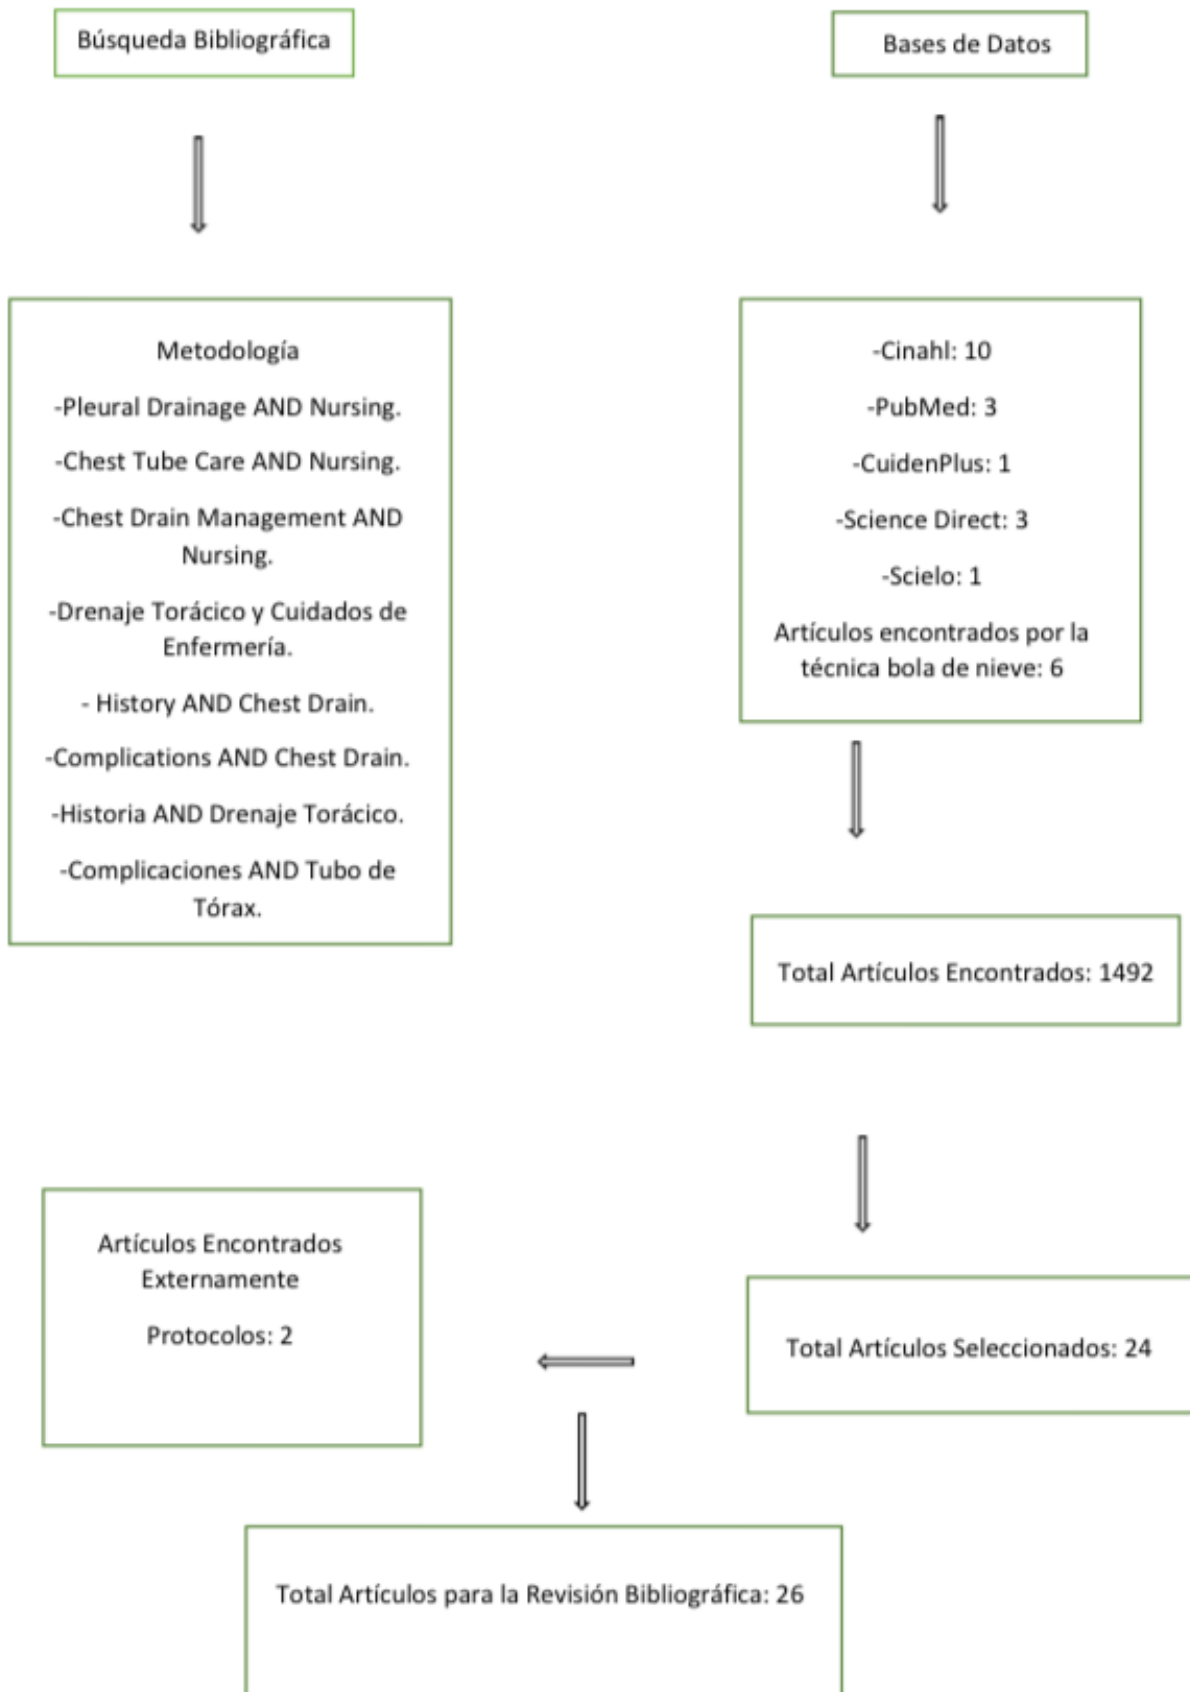 Búsqueda Bibliográfica
Metodología
-Pleural Drainage AND Nursing.
-Chest Tube Care AND Nursing.
-Chest Drain Management AND
Nursing.
-Drenaje Torácico y Cuidados de
Enfermería.
- History AND Chest Drain.
-Complications AND Chest Drain.
-Historia AND Drenaje Torácico.
-Complicaciones AND Tubo de
Tórax.
Bases de Datos
-Cinahl: 10
-PubMed: 3
-CuidenPlus: 1
-Science Direct: 3
-Scielo: 1
Artículos encontrados por la
técnica bola de nieve: 6
Total Artículos Encontrados: 1492
Total Artículos Seleccionados: 24
Artículos Encontrados
Externamente
Protocolos: 2
Total Artículos para la Revisión Bibliográfica: 26